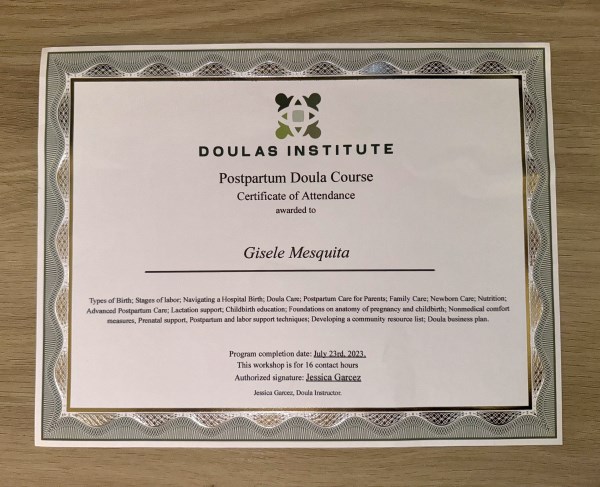 DOULAS INSTITUTE
Postpartum Doula Course
Certificate of Attendance
awarded to
Gisele Mesquita
Types of Birth; Stages of labor; Navigating a Hospital Birth; Doula Care; Postpartum Care for Parents; Family Care; Newborn Care; Nutrition;
Advanced Postpartum Care; Lactation support; Childbirth education; Foundations on anatomy of pregnancy and childbirth; Nonmedical comfort
measures, Prenatal support, Postpartum and labor support techniques; Developing a community resource list; Doula business plan.
Program completion date: July 23rd, 2023.
This workshop is for 16 contact hours
Authorized signature: Jessica Garcez
Jessica Garcez, Doula Instructor.